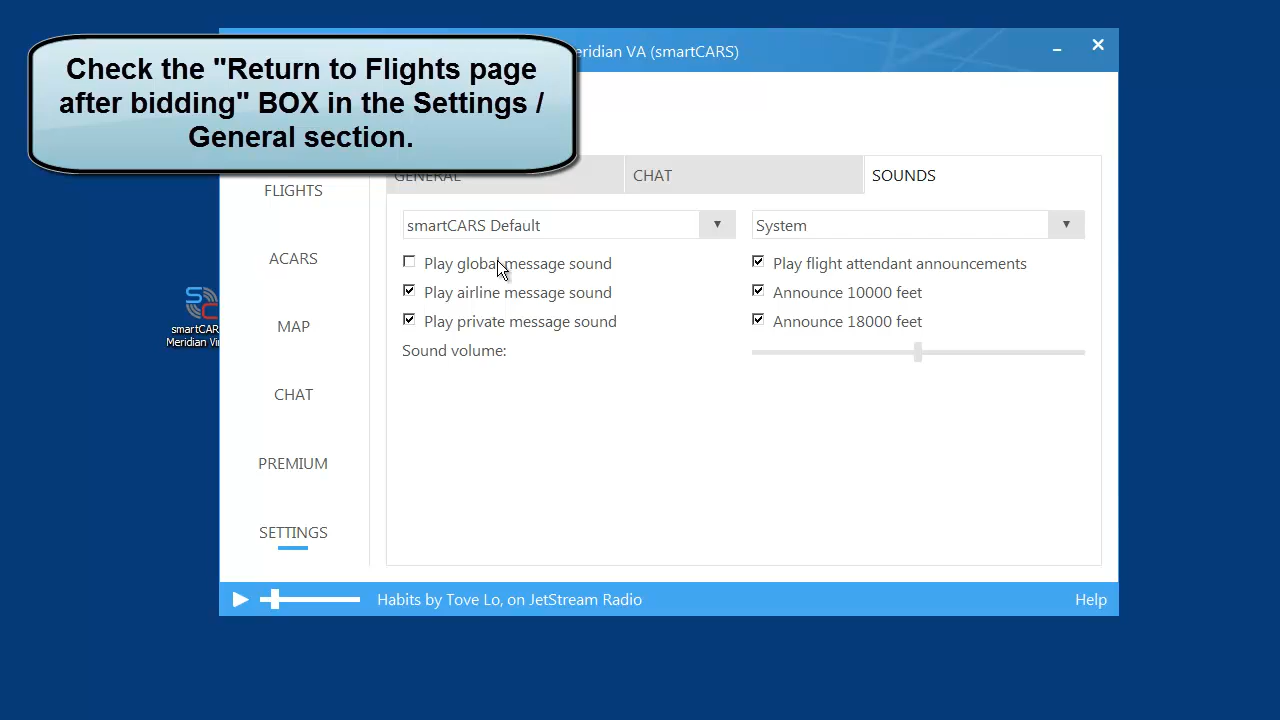 Check the "Return to Flights page
after bidding" BOX in the Settings /
General section.
eridian VA (smartCARS)
GENERAL
CHAT
SOUNDS
FLIGHTS
ACARS
MAP
CHAT
PREMIUM
SETTINGS
smartCARS Default
System
Play global message sound
Play flight attendant announcements
Play airline message sound
Announce 10000 feet
Play private message sound
Announce 18000 feet
Sound volume:
smartCAR
Meridian Vi
Habits by Tove Lo, on JetStream Radio
Help